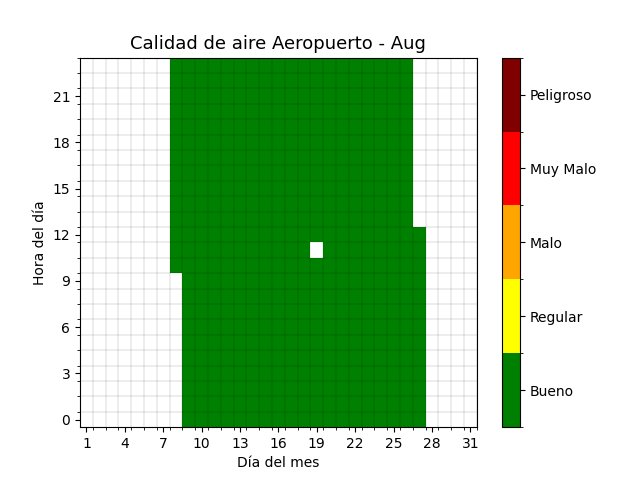 Calidad de aire Aeropuerto - Aug
Hora del día
21
18
15
12
9
6
3
0
1 4 7 10 13 16 19 22 25 28 31
Día del mes
Peligroso
Muy Malo
Malo
Regular
Bueno